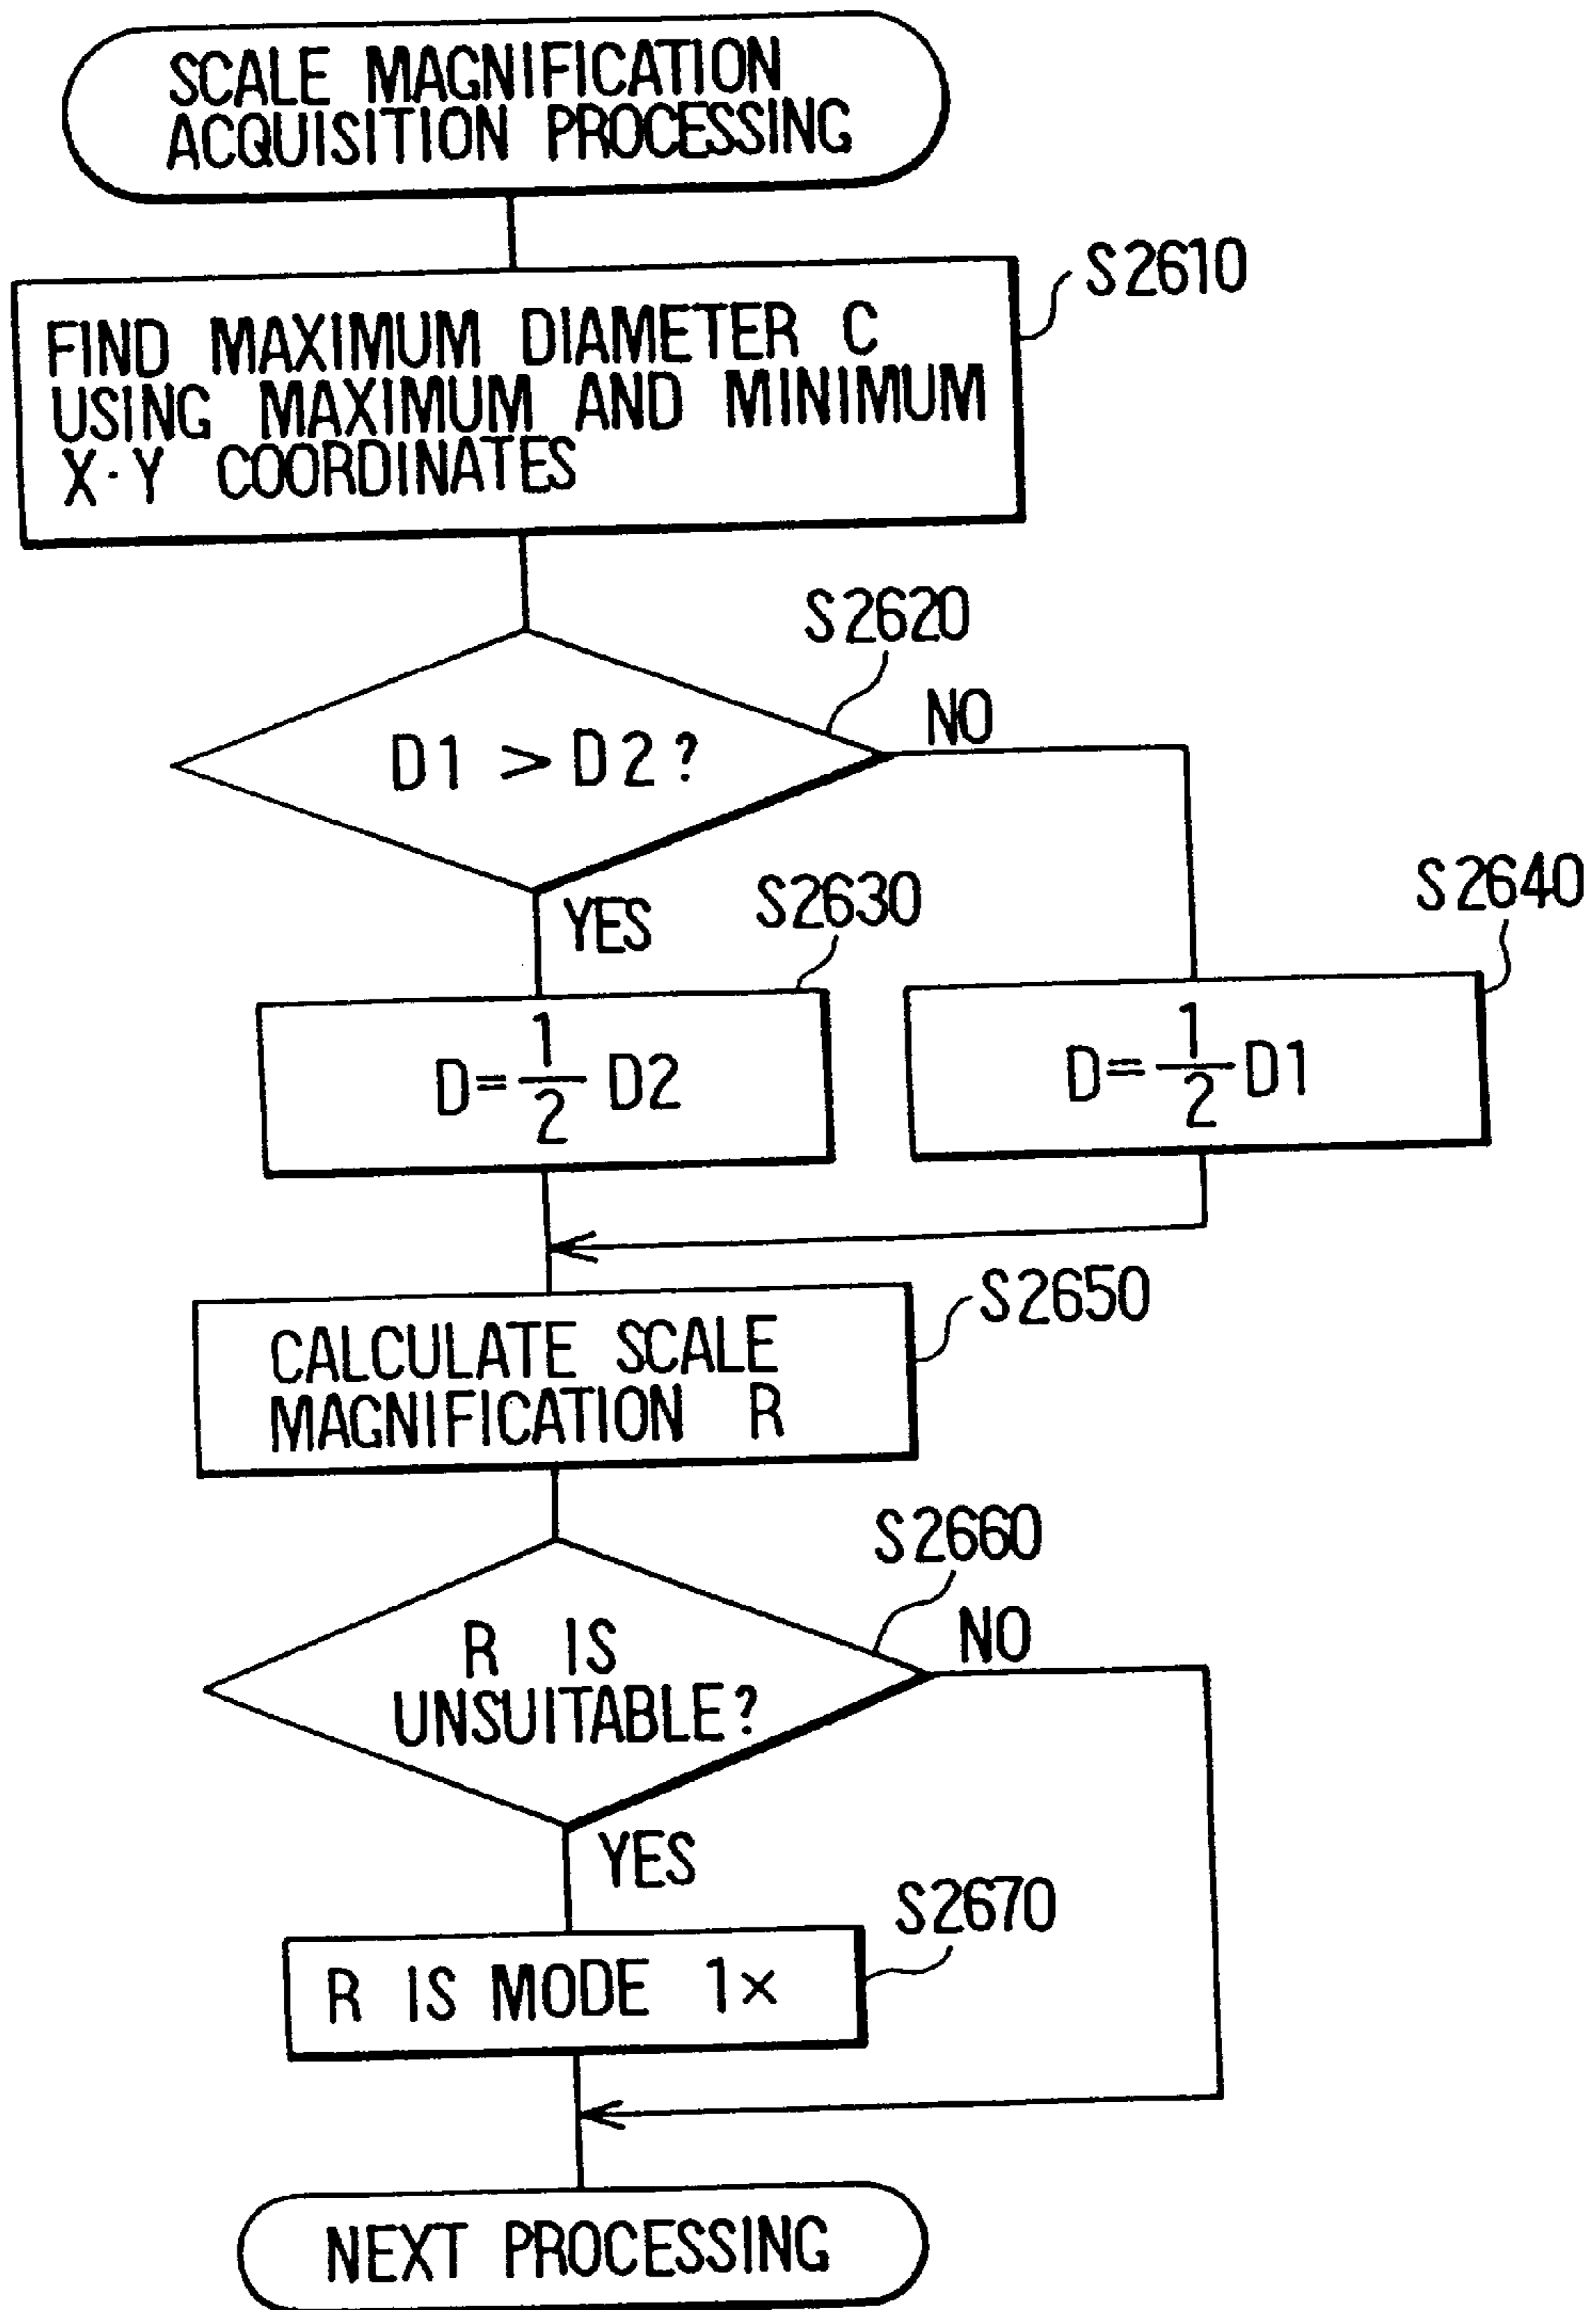 SCALE MAGNIFICATION
ACQUISITION PROCESSING
S2610
FIND MAXIMUM DIAMETER C
USING MAXIMUM AND MINIMUM
X·Y COORDINATES
S2620
D1 > D2?
NO
YES
S2630
S2640
D=1/2 D2
D=1/2 D1
S2650
CALCULATE SCALE
MAGNIFICATION R
S2660
R IS
UNSUITABLE?
NO
YES
S2670
R IS MODE 1×
NEXT PROCESSING